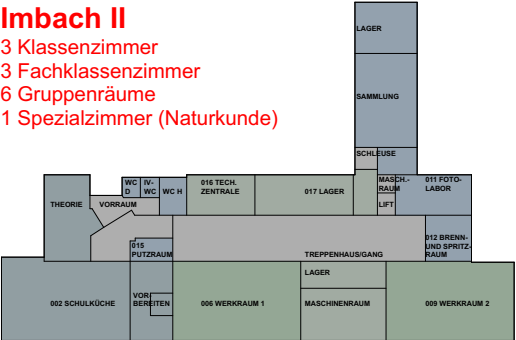 Imbach II
3 Klassenzimmer
3 Fachklassenzimmer
6 Gruppenräume
1 Spezialzimmer (Naturkunde)
LAGER
SAMMLUNG
SCHLEUSE
WC
D
IV-
WC
WC H
016 TECH.
ZENTRALE
017 LAGER
MASCH.-
RAUM
011 FOTO-
LABOR
THEORIE
VORRAUM
LIFT
015
PUTZRAUM
TREPPENHAUS/GANG
012 BRENN-
UND SPRITZ-
RAUM
LAGER
002 SCHULKÜCHE
VOR-
BEREITEN
006 WERKRAUM 1
MASCHINENRAUM
009 WERKRAUM 2